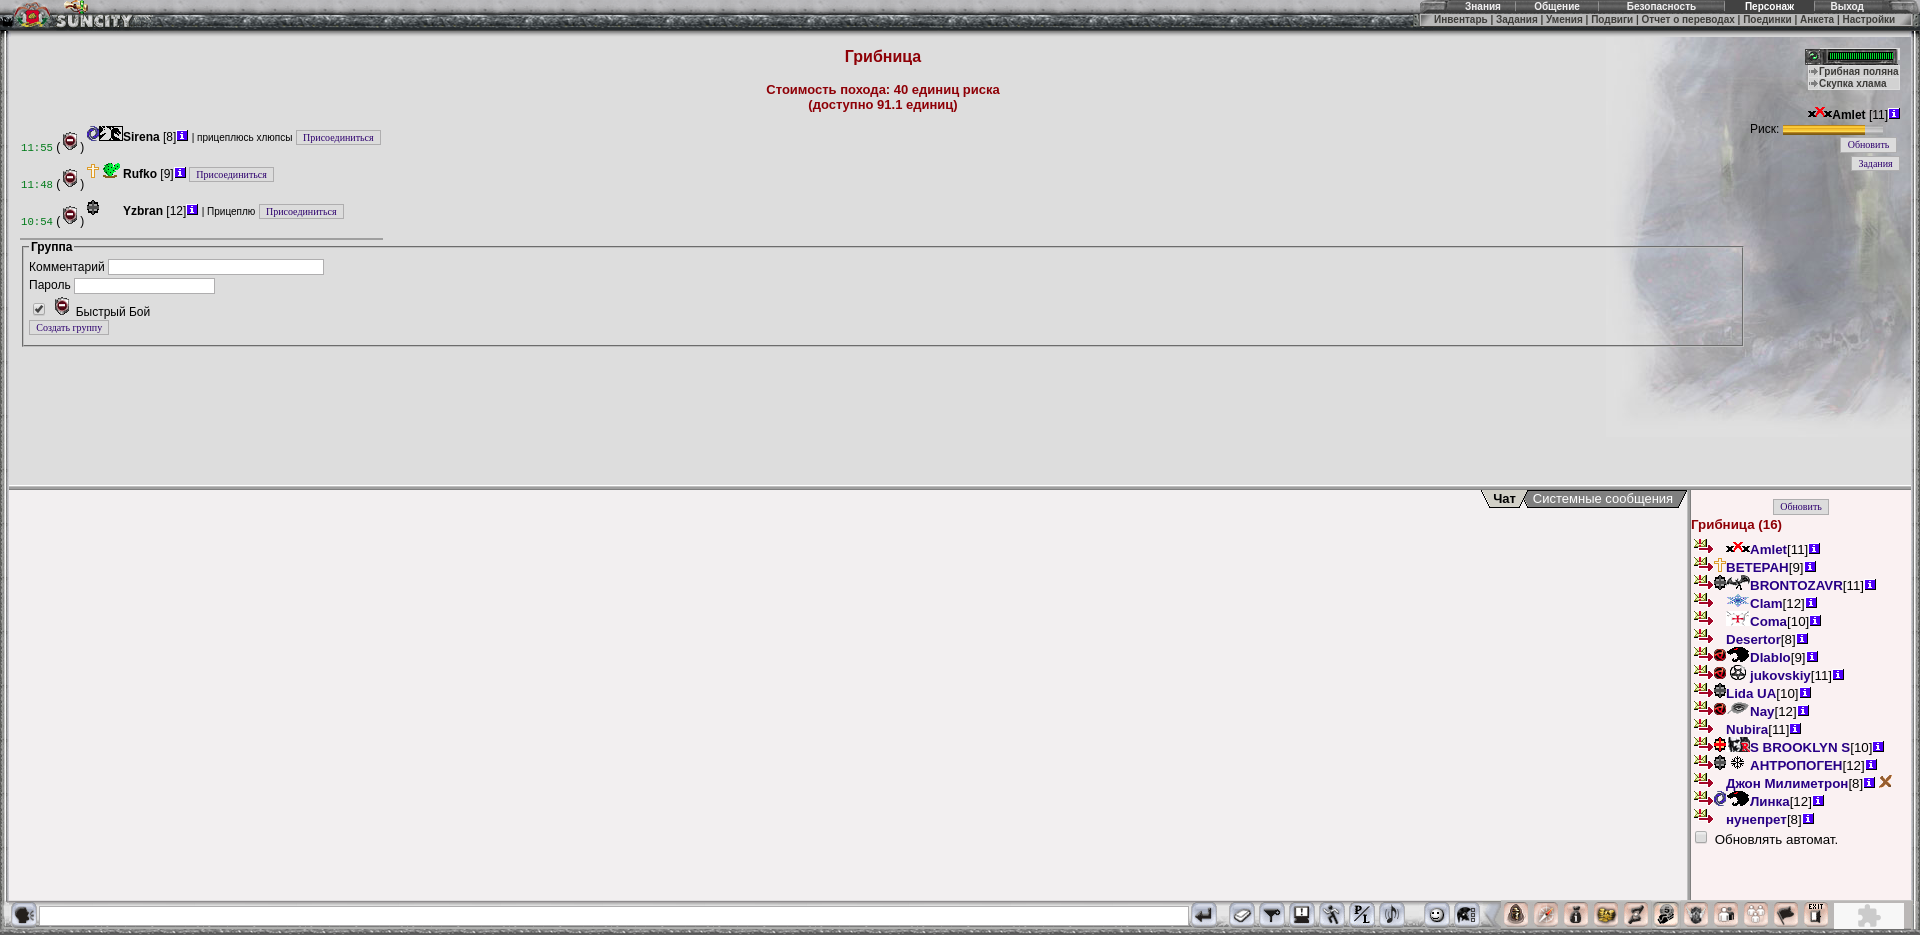 SUNCITY
Знания Общение Безопасность Персонаж Выход
Инвентарь | Задания | Умения | Подвиги | Отчет о переводах | Поединки | Анкета | Настройки
Грибница
Стоимость похода: 40 единиц риска
(доступно 91.1 единиц)
Грибная поляна
Скупка хлама
Amlet [11]
Риск:
Обновить
Задания
11:55 ( ) Sirena [8] | прицеплюсь хлюпсы Присоединиться
11:48 ( ) Rufko [9] Присоединиться
10:54 ( ) Yzbran [12] | Прицеплю Присоединиться
Группа
Комментарий
Пароль
Быстрый Бой
Создать группу
Чат Системные сообщения
Обновить
Грибница (16)
Amlet[11]
ВЕТЕРАН[9]
BRONTOZAVR[11]
Clam[12]
Coma[10]
Desertor[8]
DIablo[9]
jukovskiy[11]
Lida UA[10]
Nay[12]
Nubira[11]
S BROOKLYN S[10]
АНТРОПОГЕН[12]
Джон Милиметрон[8]
Линка[12]
нунепрет[8]
Обновлять автомат.
P/L
EXIT